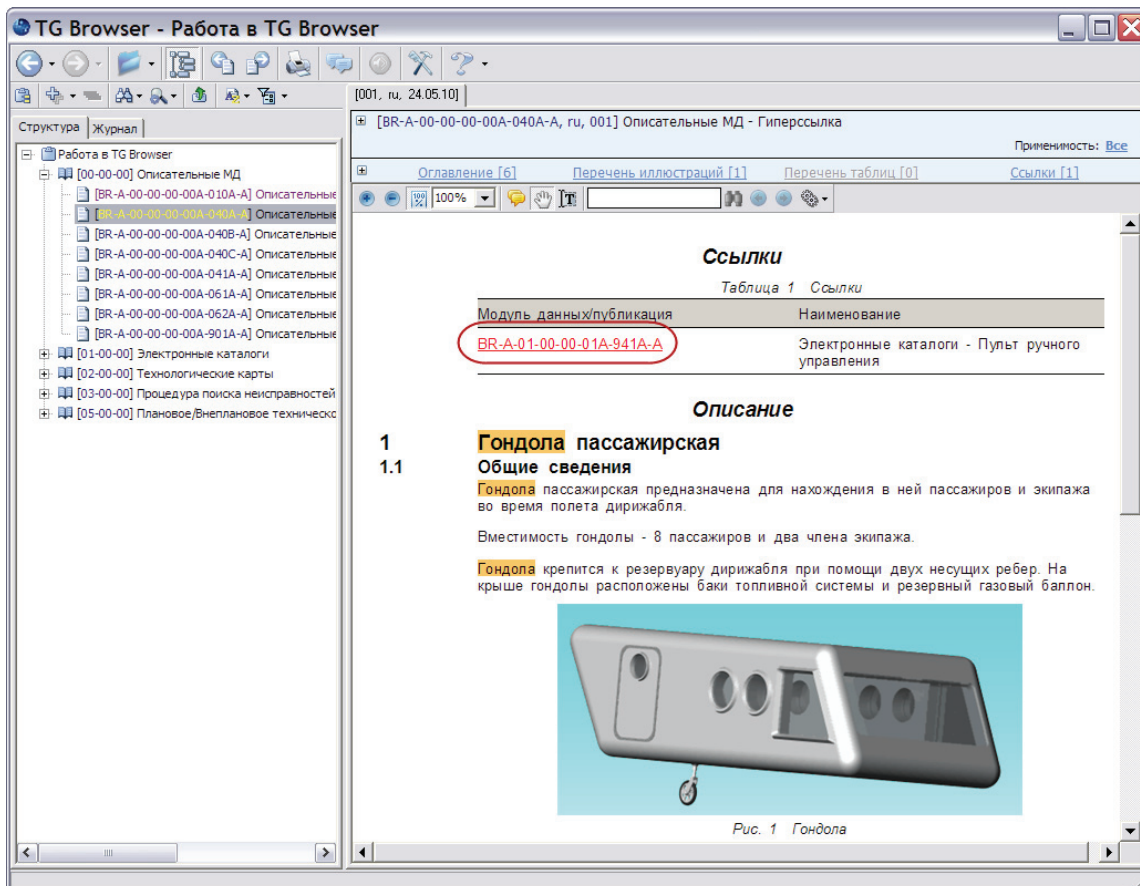 TG Browser - Работа в TG Browser
[001, ru, 24.05.10]
Структура Журнал
Работа в TG Browser
[00-00-00] Описательные МД
[BR-A-00-00-00-00A-010A-A] Описательные
[BR-A-00-00-00-00A-040A-A] Описательные
[BR-A-00-00-00-00A-040B-A] Описательные
[BR-A-00-00-00-00A-040C-A] Описательные
[BR-A-00-00-00-00A-041A-A] Описательные
[BR-A-00-00-00-00A-061A-A] Описательные
[BR-A-00-00-00-00A-062A-A] Описательные
[BR-A-00-00-00-00A-901A-A] Описательные
[01-00-00] Электронные каталоги
[02-00-00] Технологические карты
[03-00-00] Процедура поиска неисправностей
[05-00-00] Плановое/Внеплановое техническо
[BR-A-00-00-00-00A-040A-A, ru, 001] Описательные МД - Гиперссылка
Применимость: Все
Оглавление [6] Перечень иллюстраций [1] Перечень таблиц [0] Ссылки [1]
100%
Ссылки
Таблица 1 Ссылки
Модуль данных/публикация Наименование
BR-A-01-00-00-01A-941A-A Электронные каталоги - Пульт ручного
управления
Описание
1 Гондола пассажирская
1.1 Общие сведения
Гондола пассажирская предназначена для нахождения в ней пассажиров и экипажа
во время полета дирижабля.
Вместимость гондолы - 8 пассажиров и два члена экипажа.
Гондола крепится к резервуару дирижабля при помощи двух несущих ребер. На
крыше гондолы расположены баки топливной системы и резервный газовый баллон.
Рис. 1 Гондола